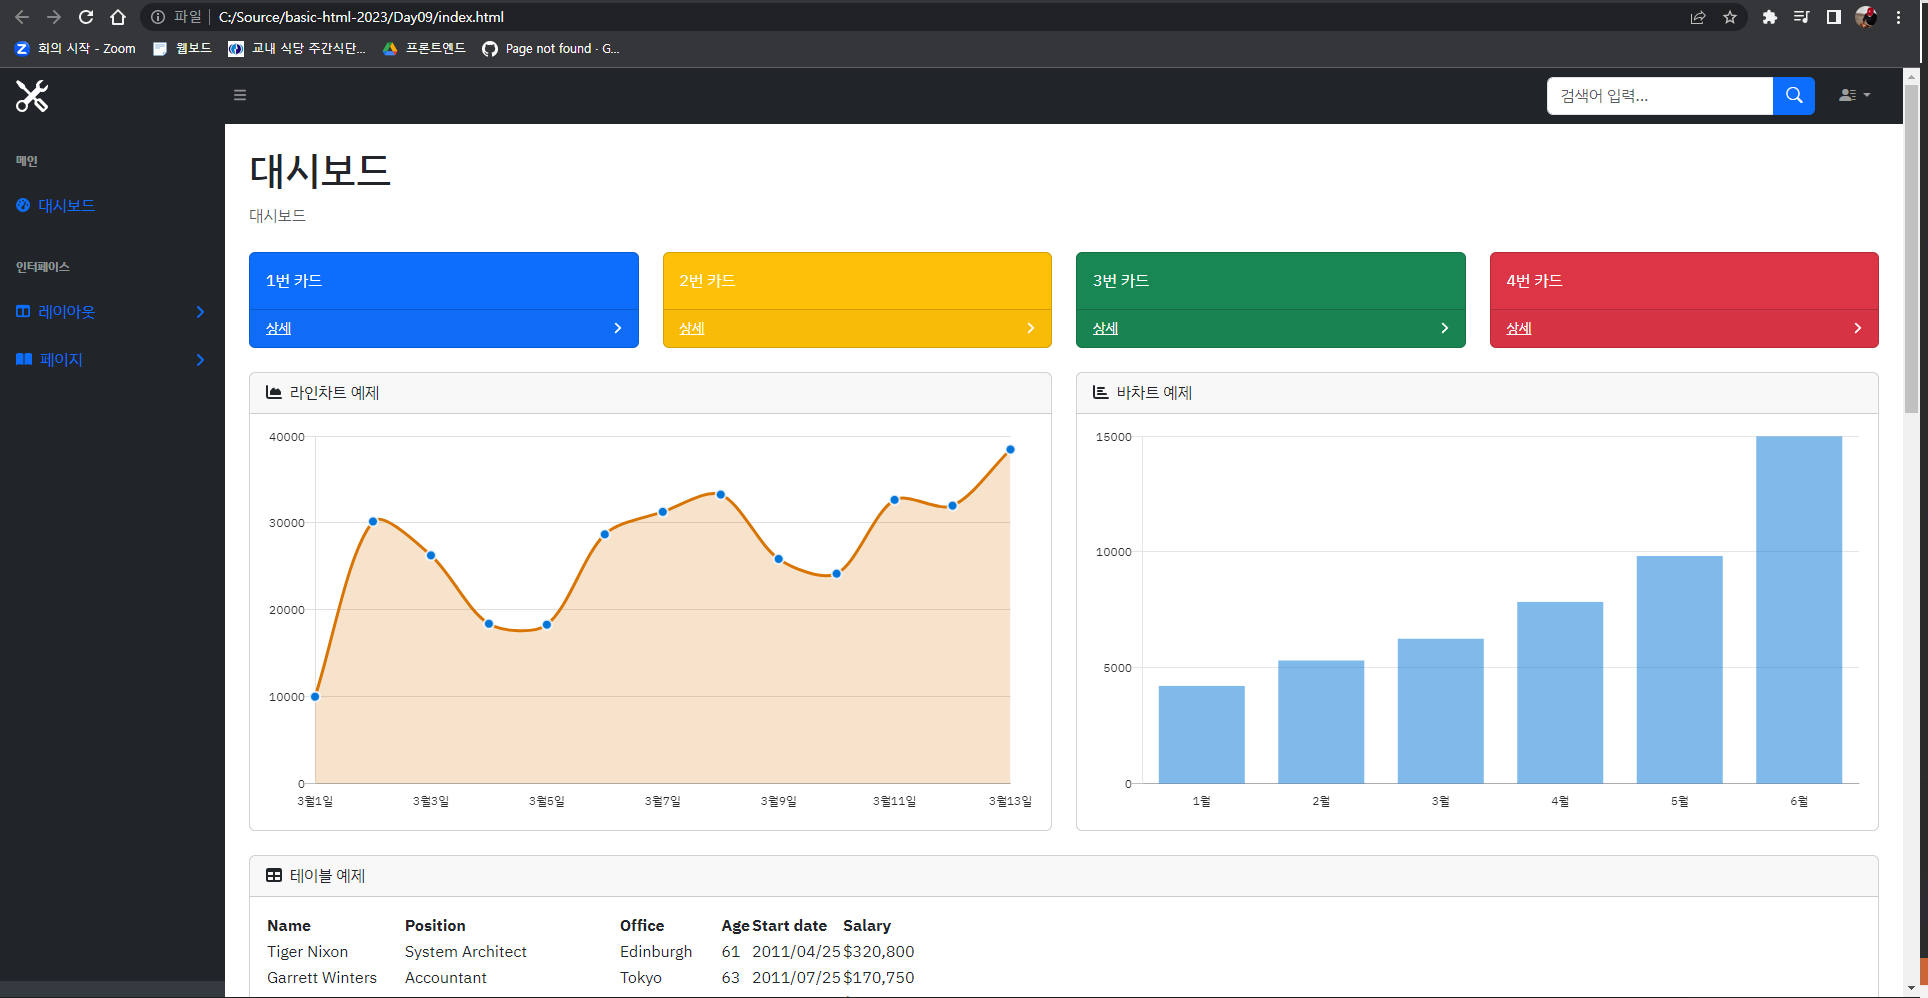 파일 C:/Source/basic-html-2023/Day09/index.html
회의 시작 - Zoom 웹보드 교내 식당 주간식단... 프론트엔드 Page not found · G...
검색어 입력...
메인
대시보드
인터페이스
레이아웃
페이지
대시보드
대시보드
1번 카드
상세
2번 카드
상세
3번 카드
상세
4번 카드
상세
라인차트 예제
40000
30000
20000
10000
0
3월1일 3월3일 3월5일 3월7일 3월9일 3월11일 3월13일
바차트 예제
15000
10000
5000
0
1월 2월 3월 4월 5월 6월
테이블 예제
Name Position Office Age Start date Salary
Tiger Nixon System Architect Edinburgh 61 2011/04/25 $320,800
Garrett Winters Accountant Tokyo 63 2011/07/25 $170,750